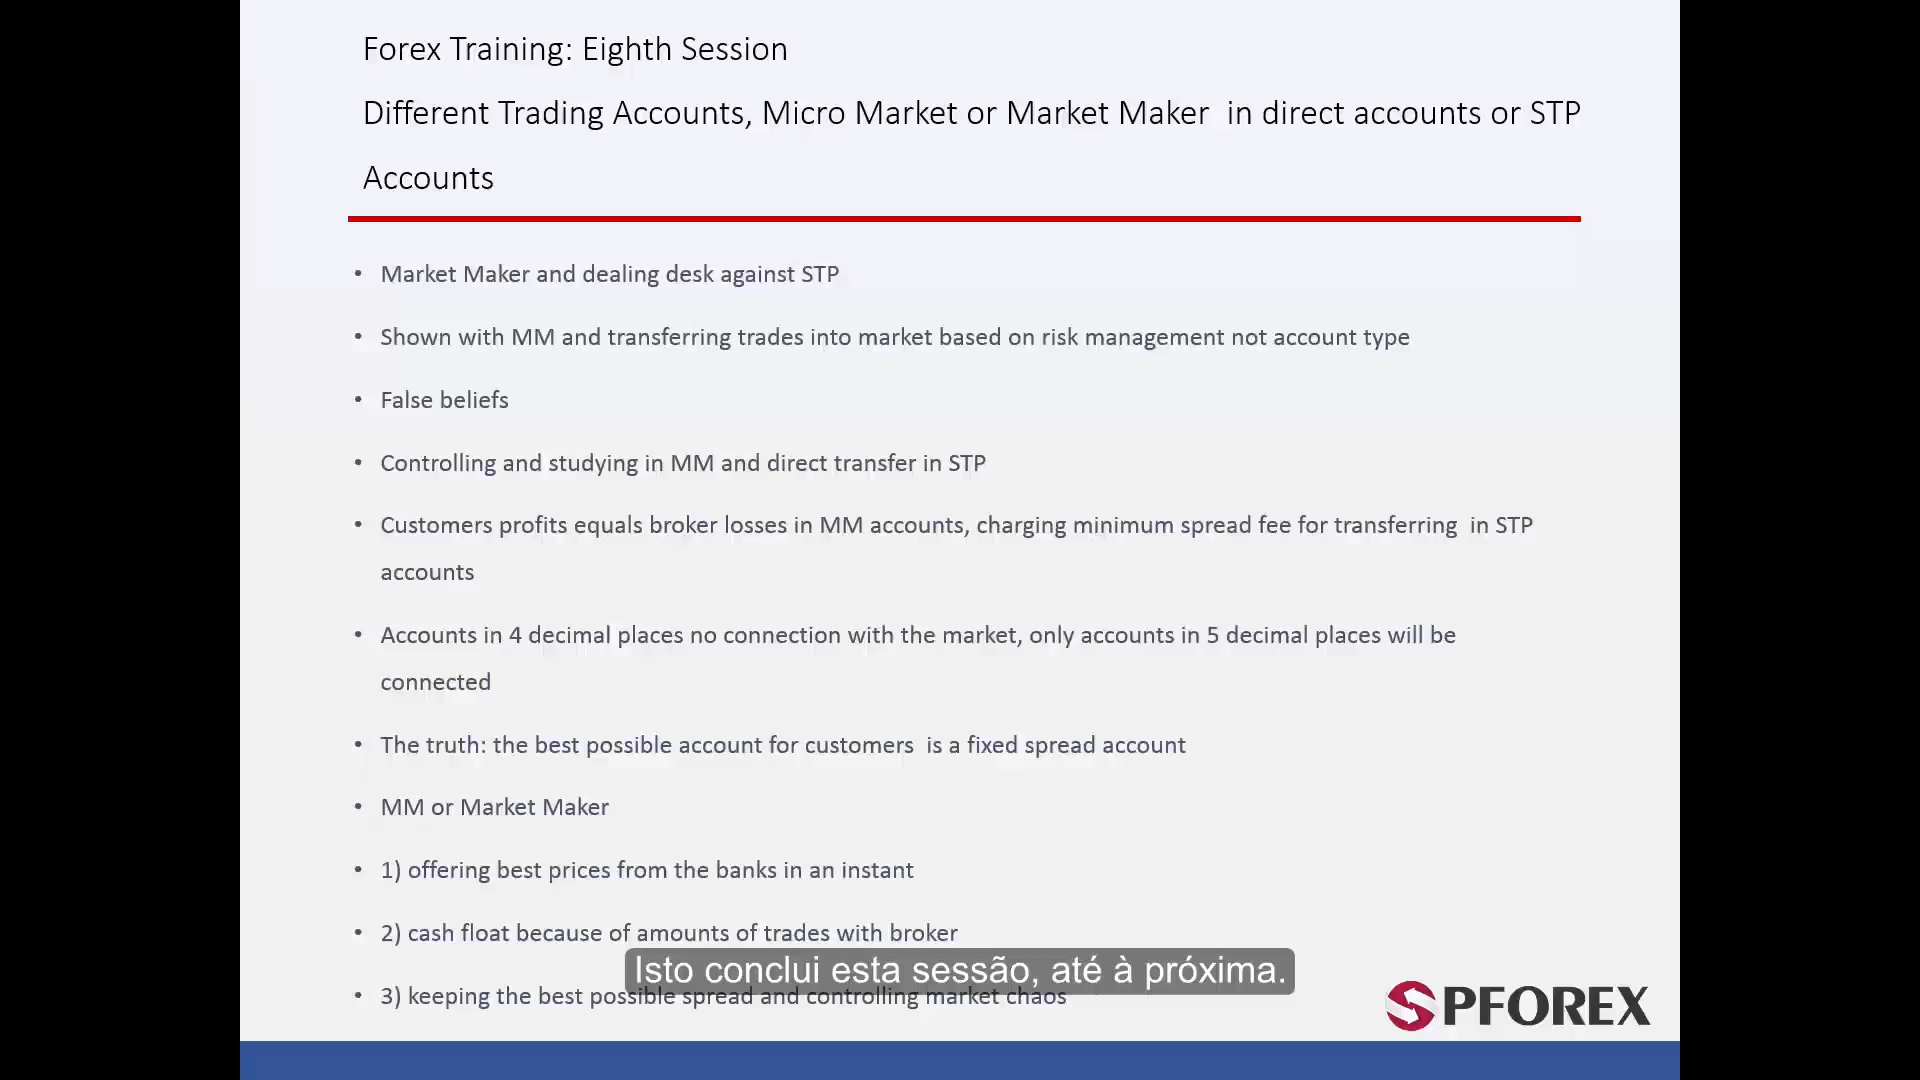 Forex Training: Eighth Session
Different Trading Accounts, Micro Market or Market Maker in direct accounts or STP
Accounts
• Market Maker and dealing desk against STP
• Shown with MM and transferring trades into market based on risk management not account type
• False beliefs
• Controlling and studying in MM and direct transfer in STP
• Customers profits equals broker losses in MM accounts, charging minimum spread fee for transferring in STP
accounts
• Accounts in 4 decimal places no connection with the market, only accounts in 5 decimal places will be
connected
• The truth: the best possible account for customers is a fixed spread account
• MM or Market Maker
• 1) offering best prices from the banks in an instant
• 2) cash float because of amounts of trades with broker
Isto conclui esta sessão, até à próxima.
• 3) keeping the best possible spread and controlling market chaos
SPFOREX